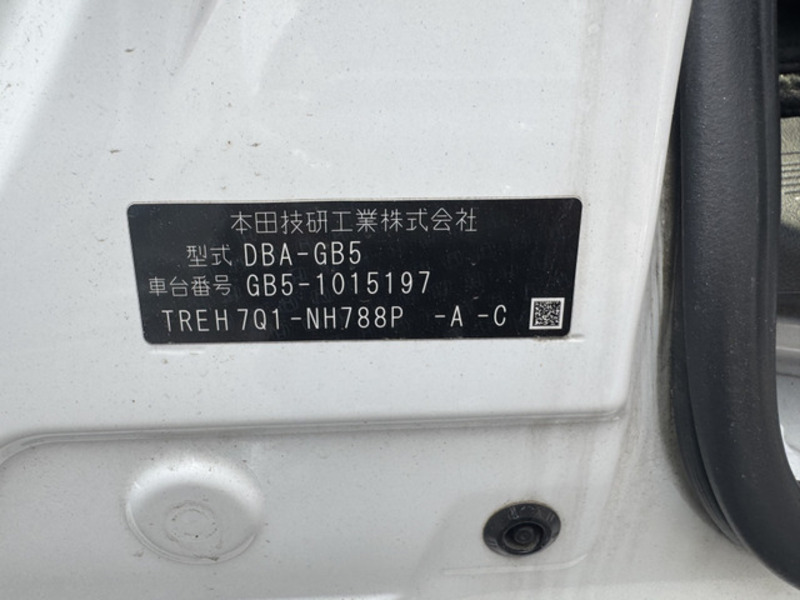 本田技研工業株式会社
型式 DBA-GB5
車台番号 GB5-1015197
TREH7Q1-NH788P -A -C